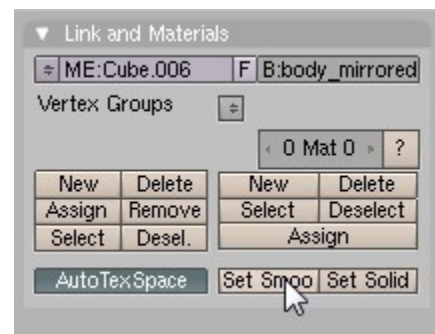 Link and Materials
ME:Cube.006 F B:body_mirrored
Vertex Groups
0 Mat 0 ?
New Delete New Delete
Assign Remove Select Deselect
Select Desel. Assign
AutoTexSpace Set Smoo Set Solid